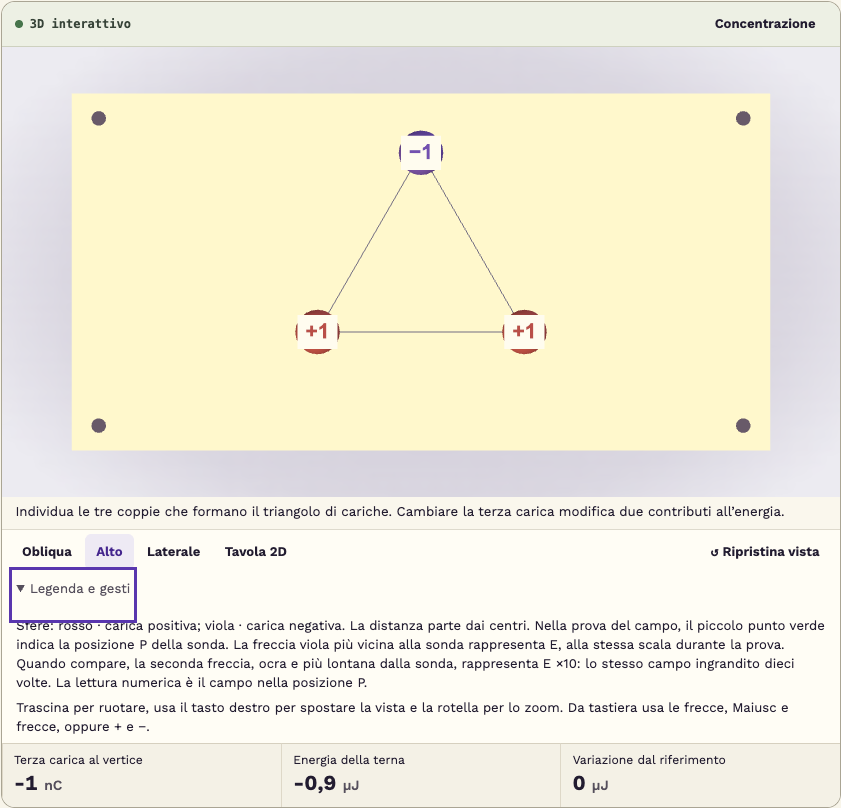 3D interattivo
Concentrazione
−1
+1
+1
Individua le tre coppie che formano il triangolo di cariche. Cambiare la terza carica modifica due contributi all’energia.
Obliqua
Alto
Laterale
Tavola 2D
↺ Ripristina vista
▼ Legenda e gesti
Sfere: rosso · carica positiva; viola · carica negativa. La distanza parte dai centri. Nella prova del campo, il piccolo punto verde
indica la posizione P della sonda. La freccia viola più vicina alla sonda rappresenta E, alla stessa scala durante la prova.
Quando compare, la seconda freccia, ocra e più lontana dalla sonda, rappresenta E ×10: lo stesso campo ingrandito dieci
volte. La lettura numerica è il campo nella posizione P.
Trascina per ruotare, usa il tasto destro per spostare la vista e la rotella per lo zoom. Da tastiera usa le frecce, Maiusc e
frecce, oppure + e −.
Terza carica al vertice
-1 nC
Energia della terna
-0,9 µJ
Variazione dal riferimento
0 µJ